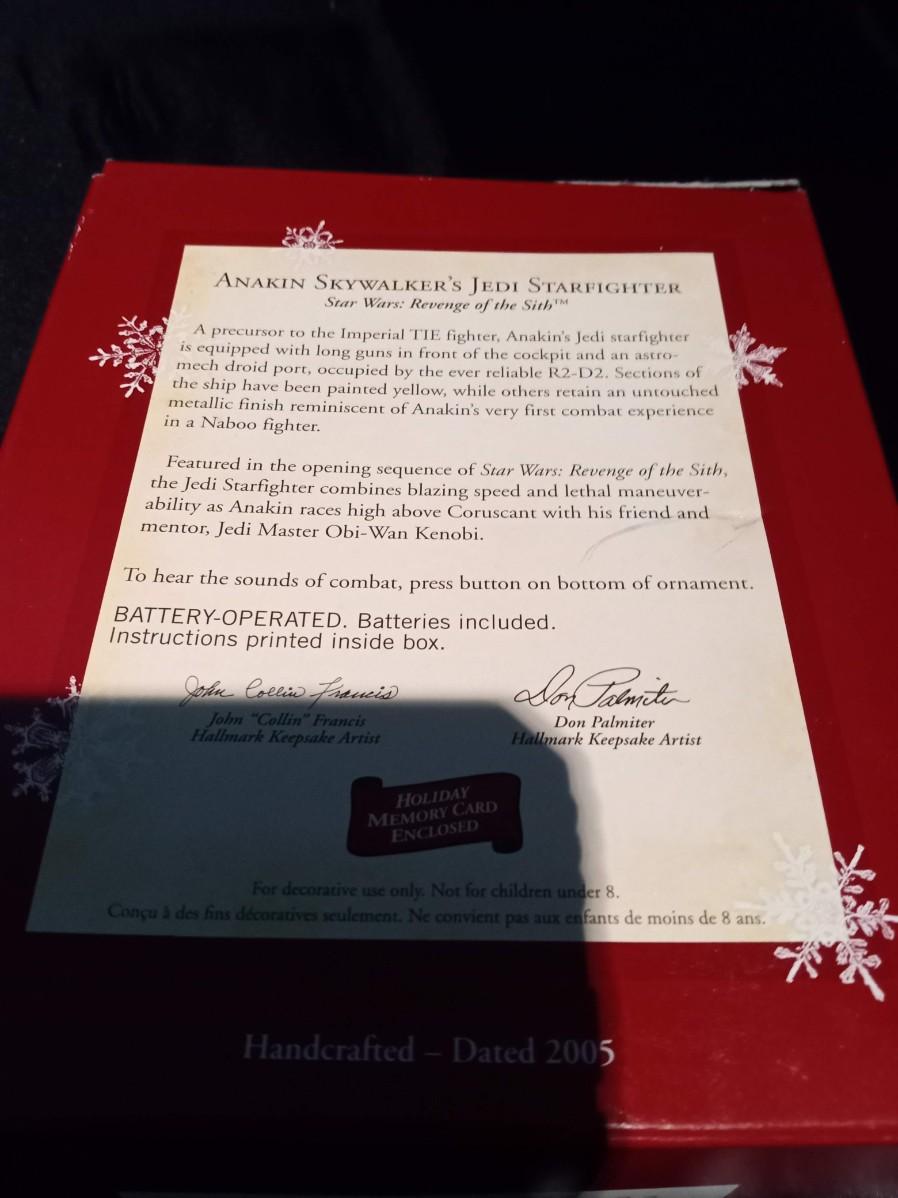 ANAKIN SKYWALKER'S JEDI STARFIGHTER
Star Wars: Revenge of the Sith™
A precursor to the Imperial TIE fighter, Anakin's Jedi starfighter
is equipped with long guns in front of the cockpit and an astro-
mech droid port, occupied by the ever reliable R2-D2. Sections of
the ship have been painted yellow, while others retain an untouched
metallic finish reminiscent of Anakin's very first combat experience
in a Naboo fighter.
Featured in the opening sequence of Star Wars: Revenge of the Sith,
the Jedi Starfighter combines blazing speed and lethal maneuver-
ability as Anakin races high above Coruscant with his friend and
mentor, Jedi Master Obi-Wan Kenobi.
To hear the sounds of combat, press button on bottom of ornament.
BATTERY-OPERATED. Batteries included.
Instructions printed inside box.
John Collin Francis
Don Palmiter
John "Collin" Francis
Hallmark Keepsake Artist
Don Palmiter
Hallmark Keepsake Artist
HOLIDAY
MEMORY CARD
ENCLOSED
For decorative use only. Not for children under 8.
Conçu à des fins décoratives seulement. Ne convient pas aux enfants de moins de 8 ans.
Handcrafted – Dated 2005